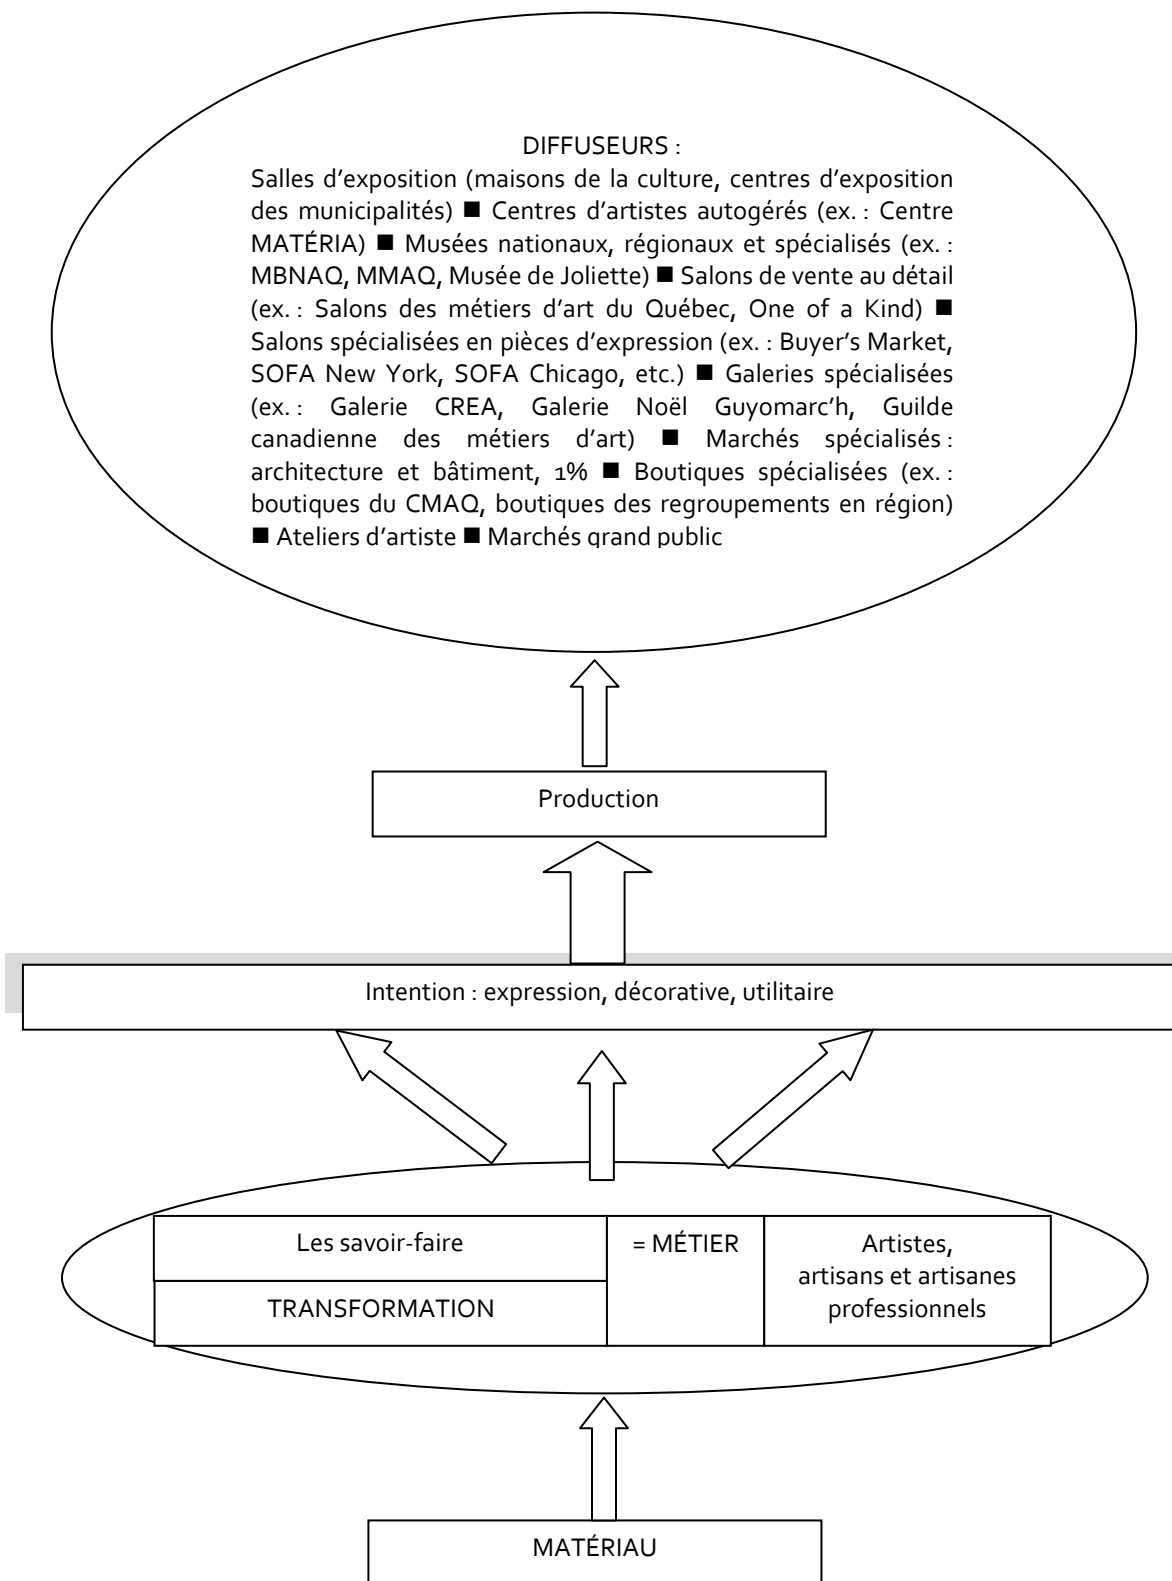 DIFFUSEURS :
Salles d’exposition (maisons de la culture, centres d’exposition
des municipalités) ■ Centres d’artistes autogérés (ex. : Centre
MATÉRIA) ■ Musées nationaux, régionaux et spécialisés (ex. :
MBNAQ, MMAQ, Musée de Joliette) ■ Salons de vente au détail
(ex. : Salons des métiers d’art du Québec, One of a Kind) ■
Salons spécialisées en pièces d’expression (ex. : Buyer’s Market,
SOFA New York, SOFA Chicago, etc.) ■ Galeries spécialisées
(ex. : Galerie CREA, Galerie Noël Guyomarc’h, Guilde
canadienne des métiers d’art) ■ Marchés spécialisés :
architecture et bâtiment, 1% ■ Boutiques spécialisées (ex. :
boutiques du CMAQ, boutiques des regroupements en région)
■ Ateliers d’artiste ■ Marchés grand public
Production
Intention : expression, décorative, utilitaire
Les savoir-faire
TRANSFORMATION
= MÉTIER
Artistes,
artisans et artisanes
professionnels
MATÉRIAU